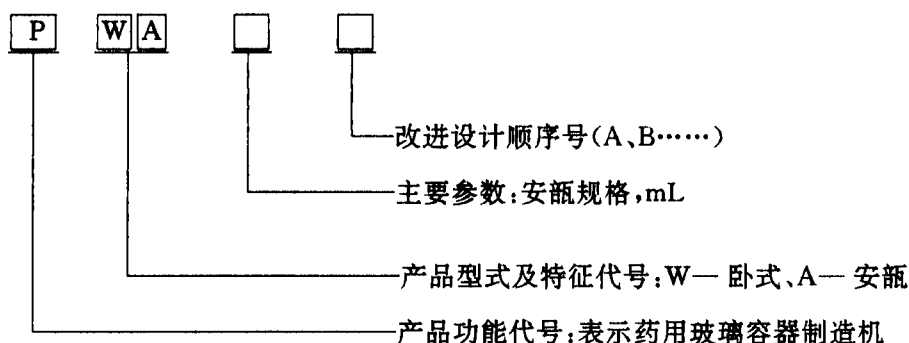 P WA
改进设计顺序号(A、B……)
主要参数:安瓿规格,mL
产品型式及特征代号:W—卧式、A—安瓿
产品功能代号:表示药用玻璃容器制造机